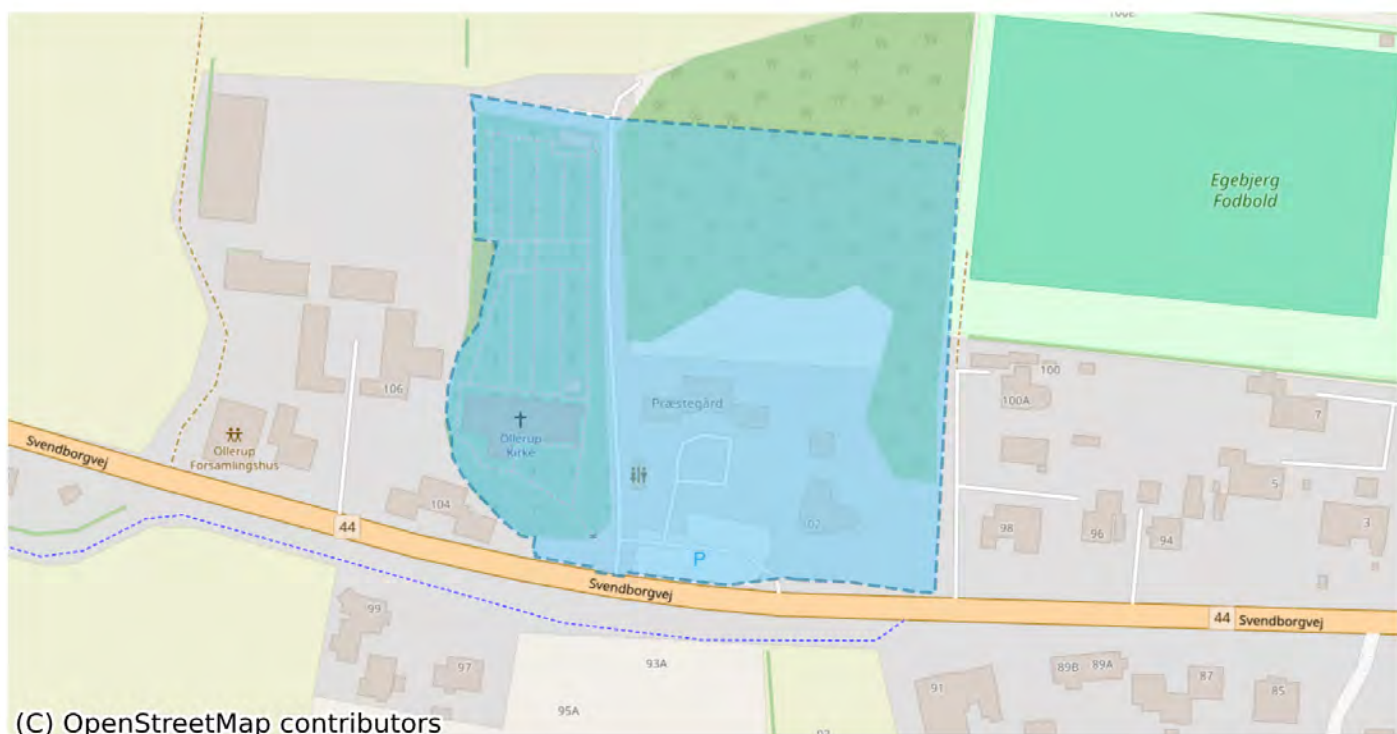 Egebjerg
Fodbold
106
100
100A
7
Præstegård
Ollerup
Kirke
Ollerup
Forsamlingshus
Svendborgvej
104
44
5
98
96
94
3
P
Svendborgvej
44
Svendborgvej
99
97
93A
95A
91
89B
89A
87
85
(C) OpenStreetMap contributors